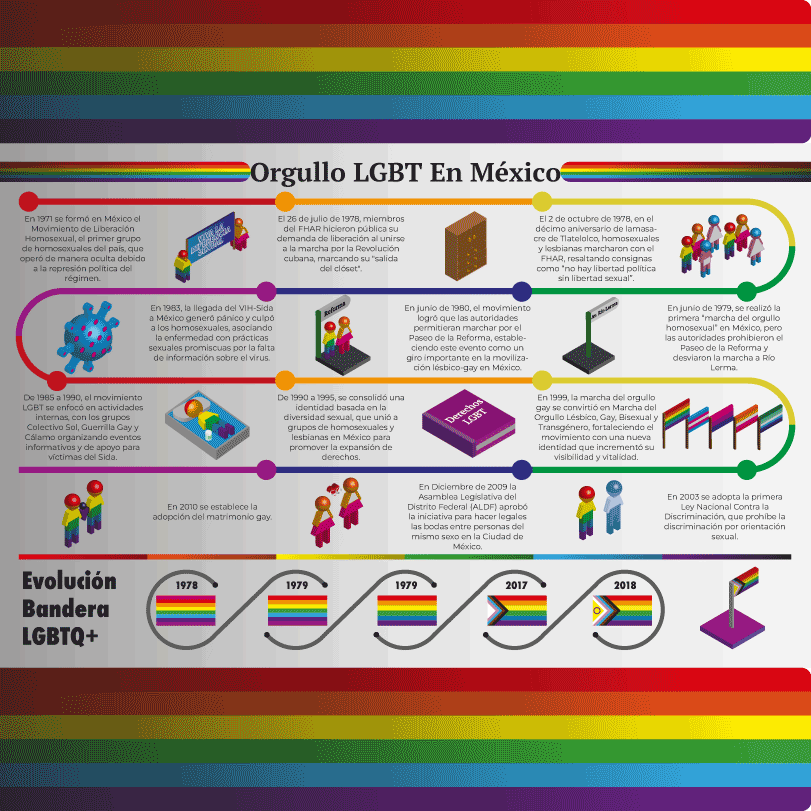 Orgullo LGBT En México
En 1971 se formó en México el
Movimiento de Liberación
Homosexual, el primer grupo
de homosexuales del país, que
operó de manera oculta debido
a la represión política del
régimen.
El 26 de julio de 1978, miembros
del FHAR hicieron pública su
demanda de liberación al unirse
a la marcha por la Revolución
cubana, marcando su "salida
del clóset".
El 2 de octubre de 1978, en el
décimo aniversario de lamasa-
cre de Tlatelolco, homosexuales
y lesbianas marcharon con el
FHAR, resaltando consignas
como "no hay libertad política
sin libertad sexual".
En 1983, la llegada del VIH-Sida
a México generó pánico y culpó
a los homosexuales, asociando
la enfermedad con prácticas
sexuales promiscuas por la falta
de información sobre el virus.
Reforma
En junio de 1980, el movimiento
logró que las autoridades
permitieran marchar por el
Paseo de la Reforma, estable-
ciendo este evento como un
giro importante en la moviliza-
ción lésbico-gay en México.
En junio de 1979, se realizó la
primera "marcha del orgullo
homosexual" en México, pero
las autoridades prohibieron el
Paseo de la Reforma y
desviaron la marcha a Río
Lerma.
De 1985 a 1990, el movimiento
LGBT se enfocó en actividades
internas, con los grupos
Colectivo Sol, Guerrilla Gay y
Cálamo organizando eventos
informativos y de apoyo para
víctimas del Sida.
De 1990 a 1995, se consolidó una
identidad basada en la
diversidad sexual, que unió a
grupos de homosexuales y
lesbianas en México para
promover la expansión de
derechos.
Derechos
LGBT
En 1999, la marcha del orgullo
gay se convirtió en Marcha del
Orgullo Lésbico, Gay, Bisexual y
Transgénero, fortaleciendo el
movimiento con una nueva
identidad que incrementó su
visibilidad y vitalidad.
En 2010 se establece la
adopción del matrimonio gay.
En Diciembre de 2009 la
Asamblea Legislativa del
Distrito Federal (ALDF) aprobó
la iniciativa para hacer legales
las bodas entre personas del
mismo sexo en la Ciudad de
México.
En 2003 se adopta la primera
Ley Nacional Contra la
Discriminación, que prohíbe la
discriminación por orientación
sexual.
Evolución
Bandera
LGBTQ+
1978
1979
1979
2017
2018